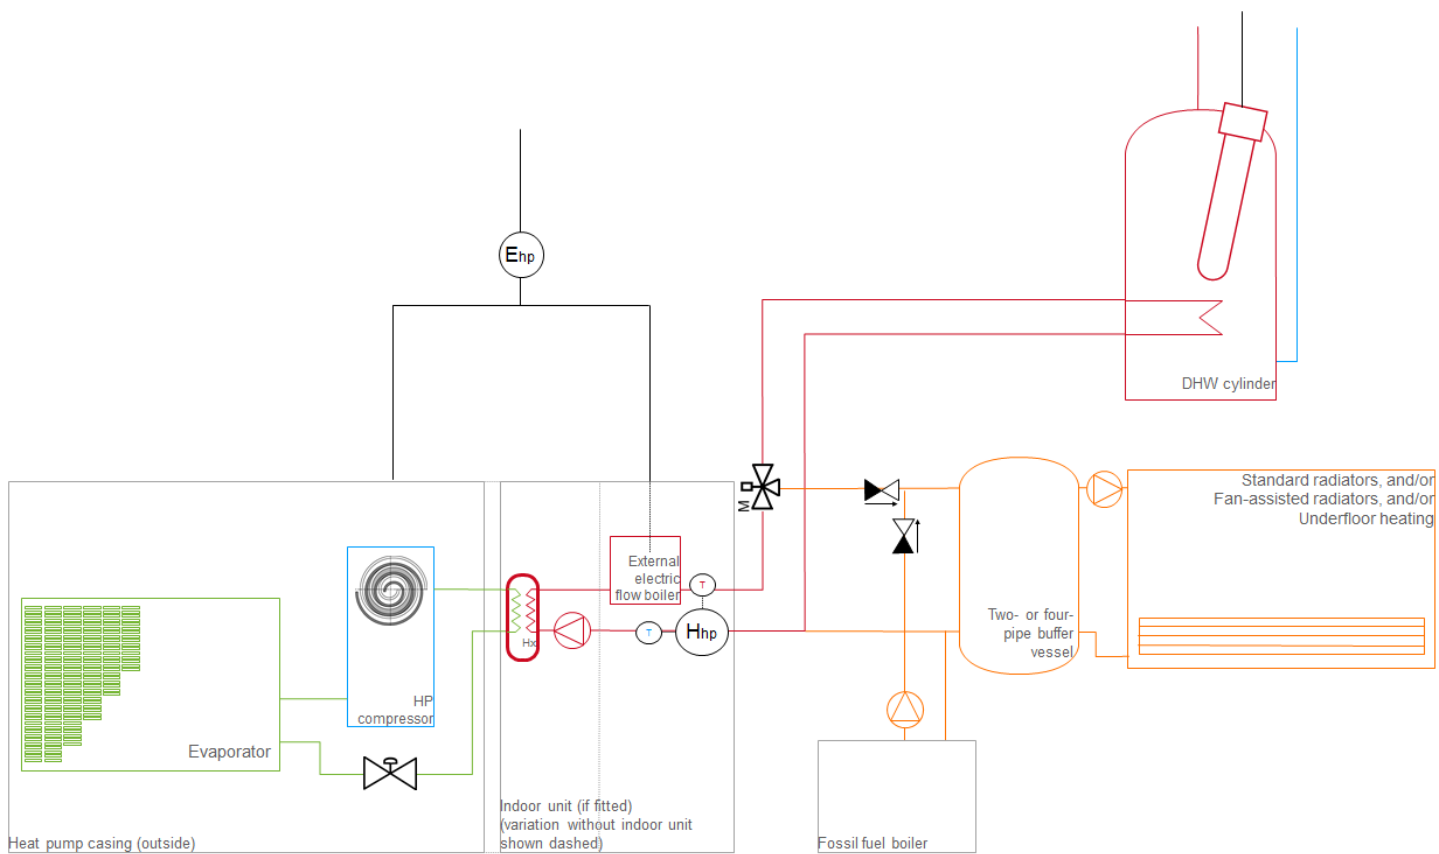 Ehp
DHW cylinder
Standard radiators, and/or
Fan-assisted radiators, and/or
Underfloor heating
M
External
electric
flow boiler
T
Hx
T
Hhp
Two- or four-
pipe buffer
vessel
HP
compressor
Evaporator
Indoor unit (if fitted)
(variation without indoor unit
shown dashed)
Heat pump casing (outside)
Fossil fuel boiler